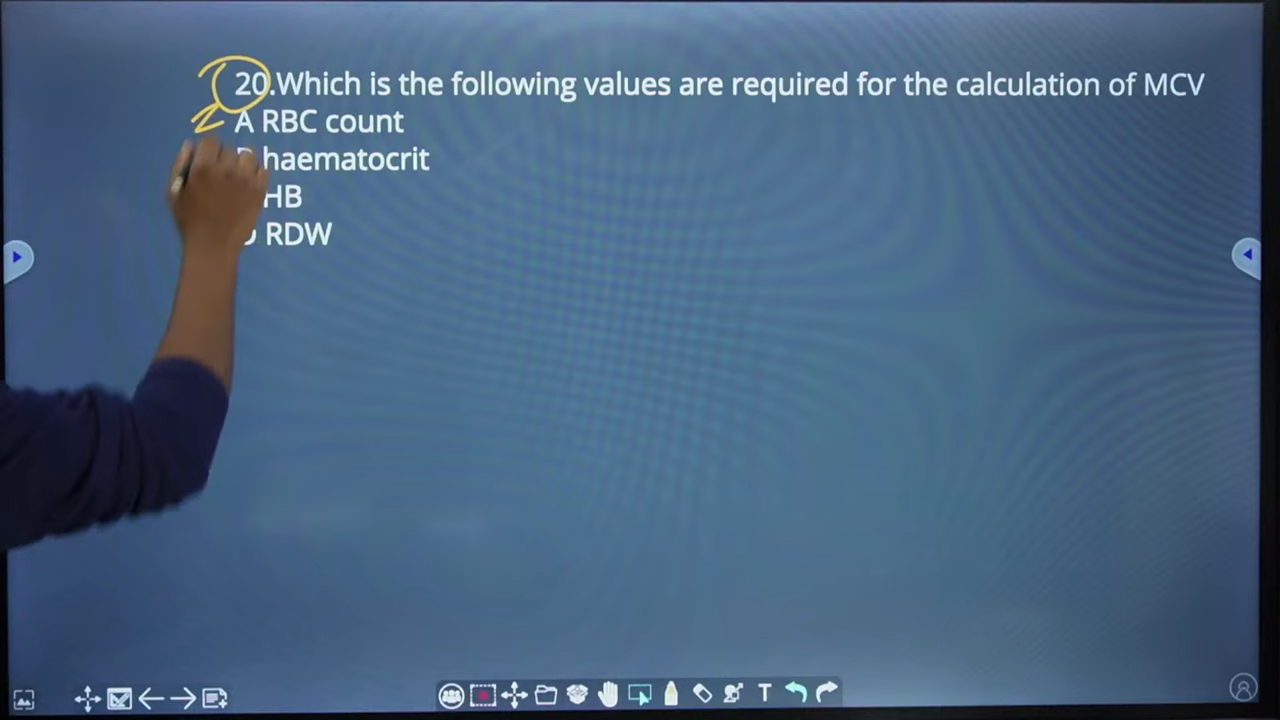 20.Which is the following values are required for the calculation of MCV
A RBC count
haematocrit
HB
D RDW